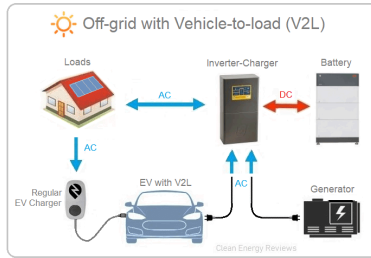 Off-grid with Vehicle-to-load (V2L)
Loads
Inverter-Charger
Battery
AC
DC
AC
Regular
EV Charger
EV with V2L
AC
Generator
Clean Energy Reviews